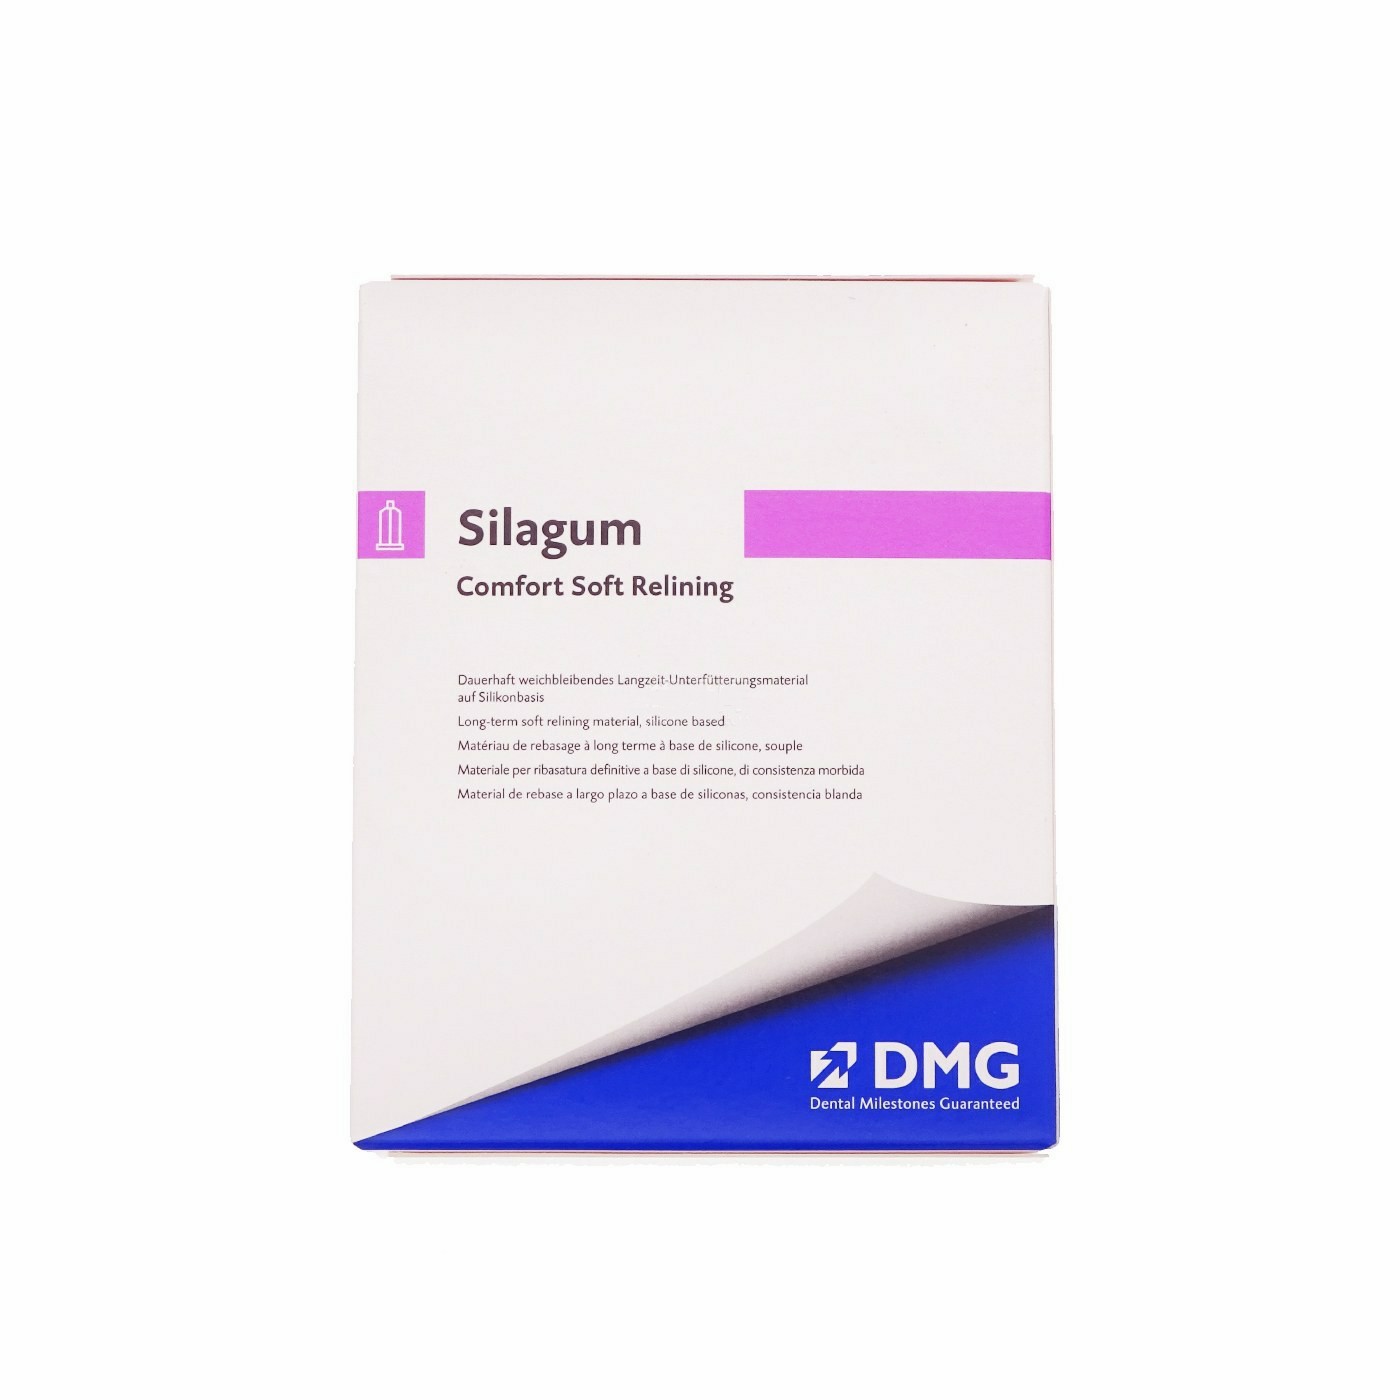 Silagum
Comfort Soft Relining
Dauerhaft weichbleibendes Langzeit-Unterfütterungsmaterial
auf Silikonbasis
Long-term soft relining material, silicone based
Matériau de rebasage à long terme à base de silicone, souple
Materiale per ribasatura definitive a base di silicone, di consistenza morbida
Material de rebase a largo plazo a base de siliconas, consistencia blanda
DMG
Dental Milestones Guaranteed